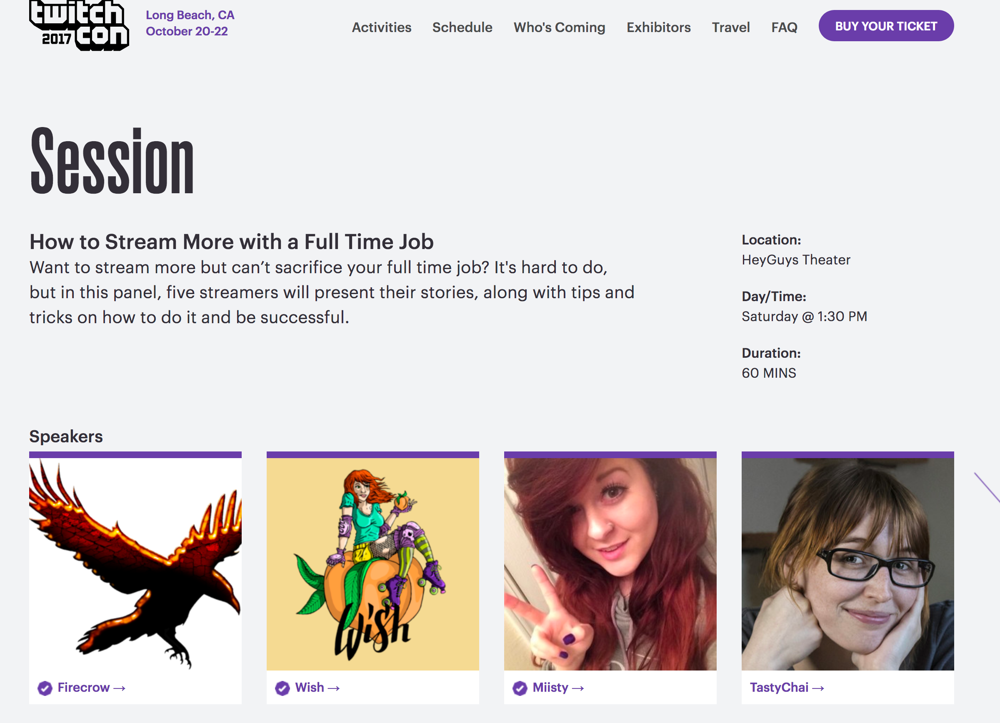 twitch
2017 con
Long Beach, CA
October 20-22
Activities Schedule Who's Coming Exhibitors Travel FAQ BUY YOUR TICKET
Session
How to Stream More with a Full Time Job
Want to stream more but can’t sacrifice your full time job? It's hard to do,
but in this panel, five streamers will present their stories, along with tips and
tricks on how to do it and be successful.
Location:
HeyGuys Theater
Day/Time:
Saturday @ 1:30 PM
Duration:
60 MINS
Speakers
Wish
Firecrow →
Wish →
Miisty →
TastyChai →